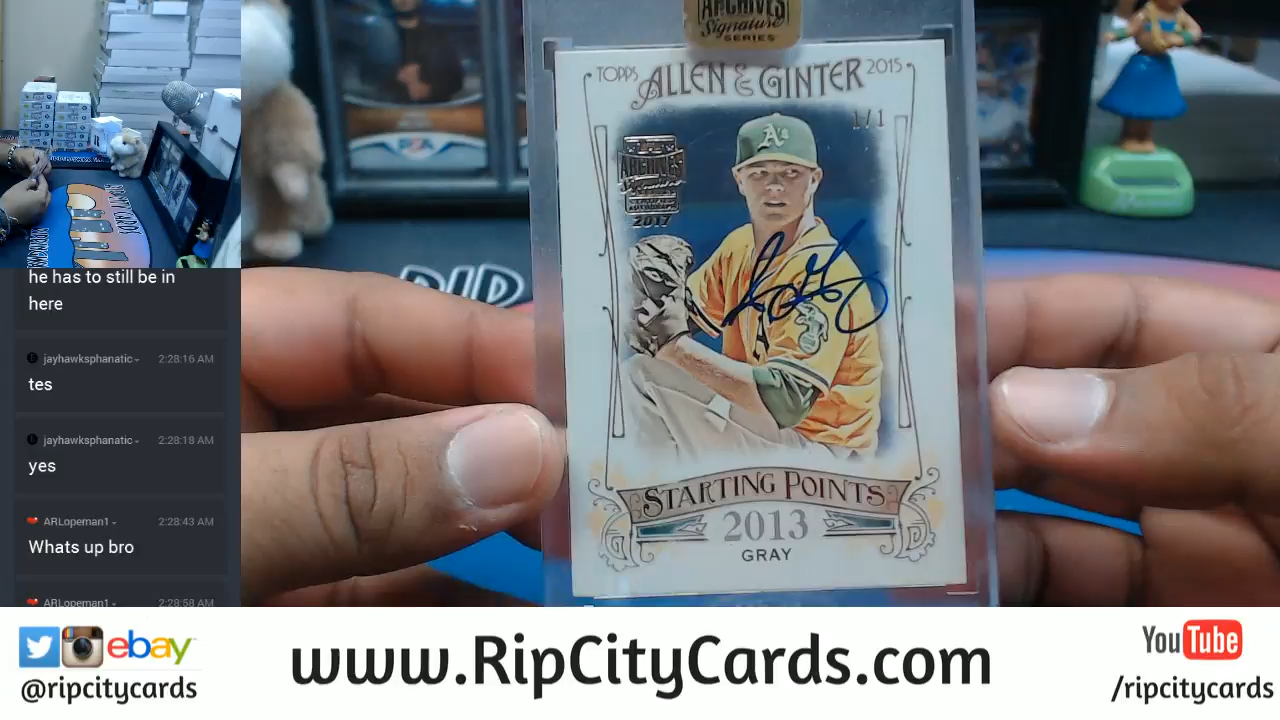 ARCHIVES
Signature
SERIES
TOPPS ALLEN & GINTER 2015
1/1
A's
ARCHIVES
Signature
2017
STARTING POINTS
2013
GRAY
he has to still be in
here
jayhawksphanatic 2:28:16 AM
tes
jayhawksphanatic 2:28:18 AM
yes
ARLopeman1 2:28:43 AM
Whats up bro
ARLopeman1 2:28:58 AM
ebay
@ripcitycards
www.RipCityCards.com
YouTube
/ripcitycards